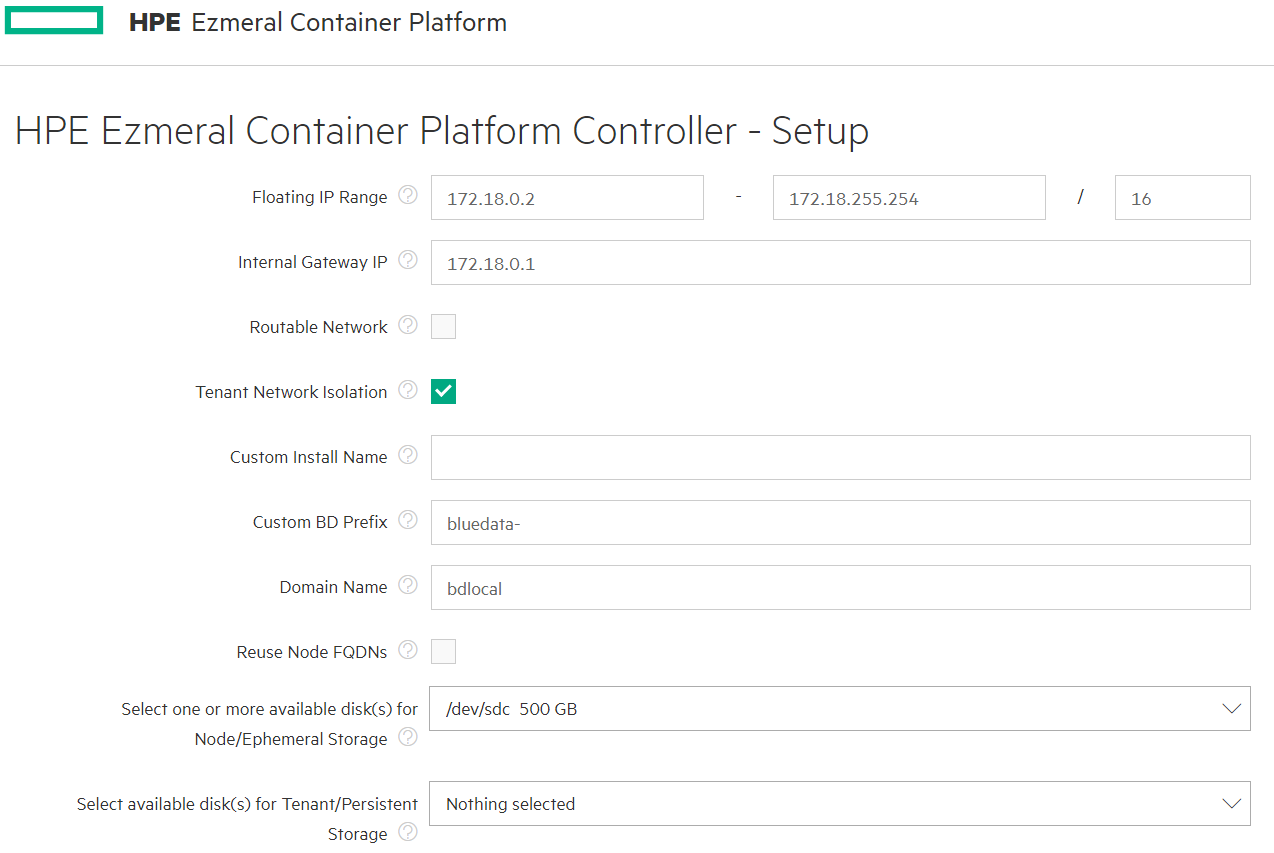 HPE Ezmeral Container Platform
HPE Ezmeral Container Platform Controller - Setup
Floating IP Range ? 172.18.0.2 - 172.18.255.254 / 16
Internal Gateway IP ? 172.18.0.1
Routable Network ?
Tenant Network Isolation ?
Custom Install Name ?
Custom BD Prefix ? bluedata-
Domain Name ? bdlocal
Reuse Node FQDNs ?
Select one or more available disk(s) for /dev/sdc 500 GB
Node/Ephemeral Storage ?
Select available disk(s) for Tenant/Persistent Nothing selected
Storage ?